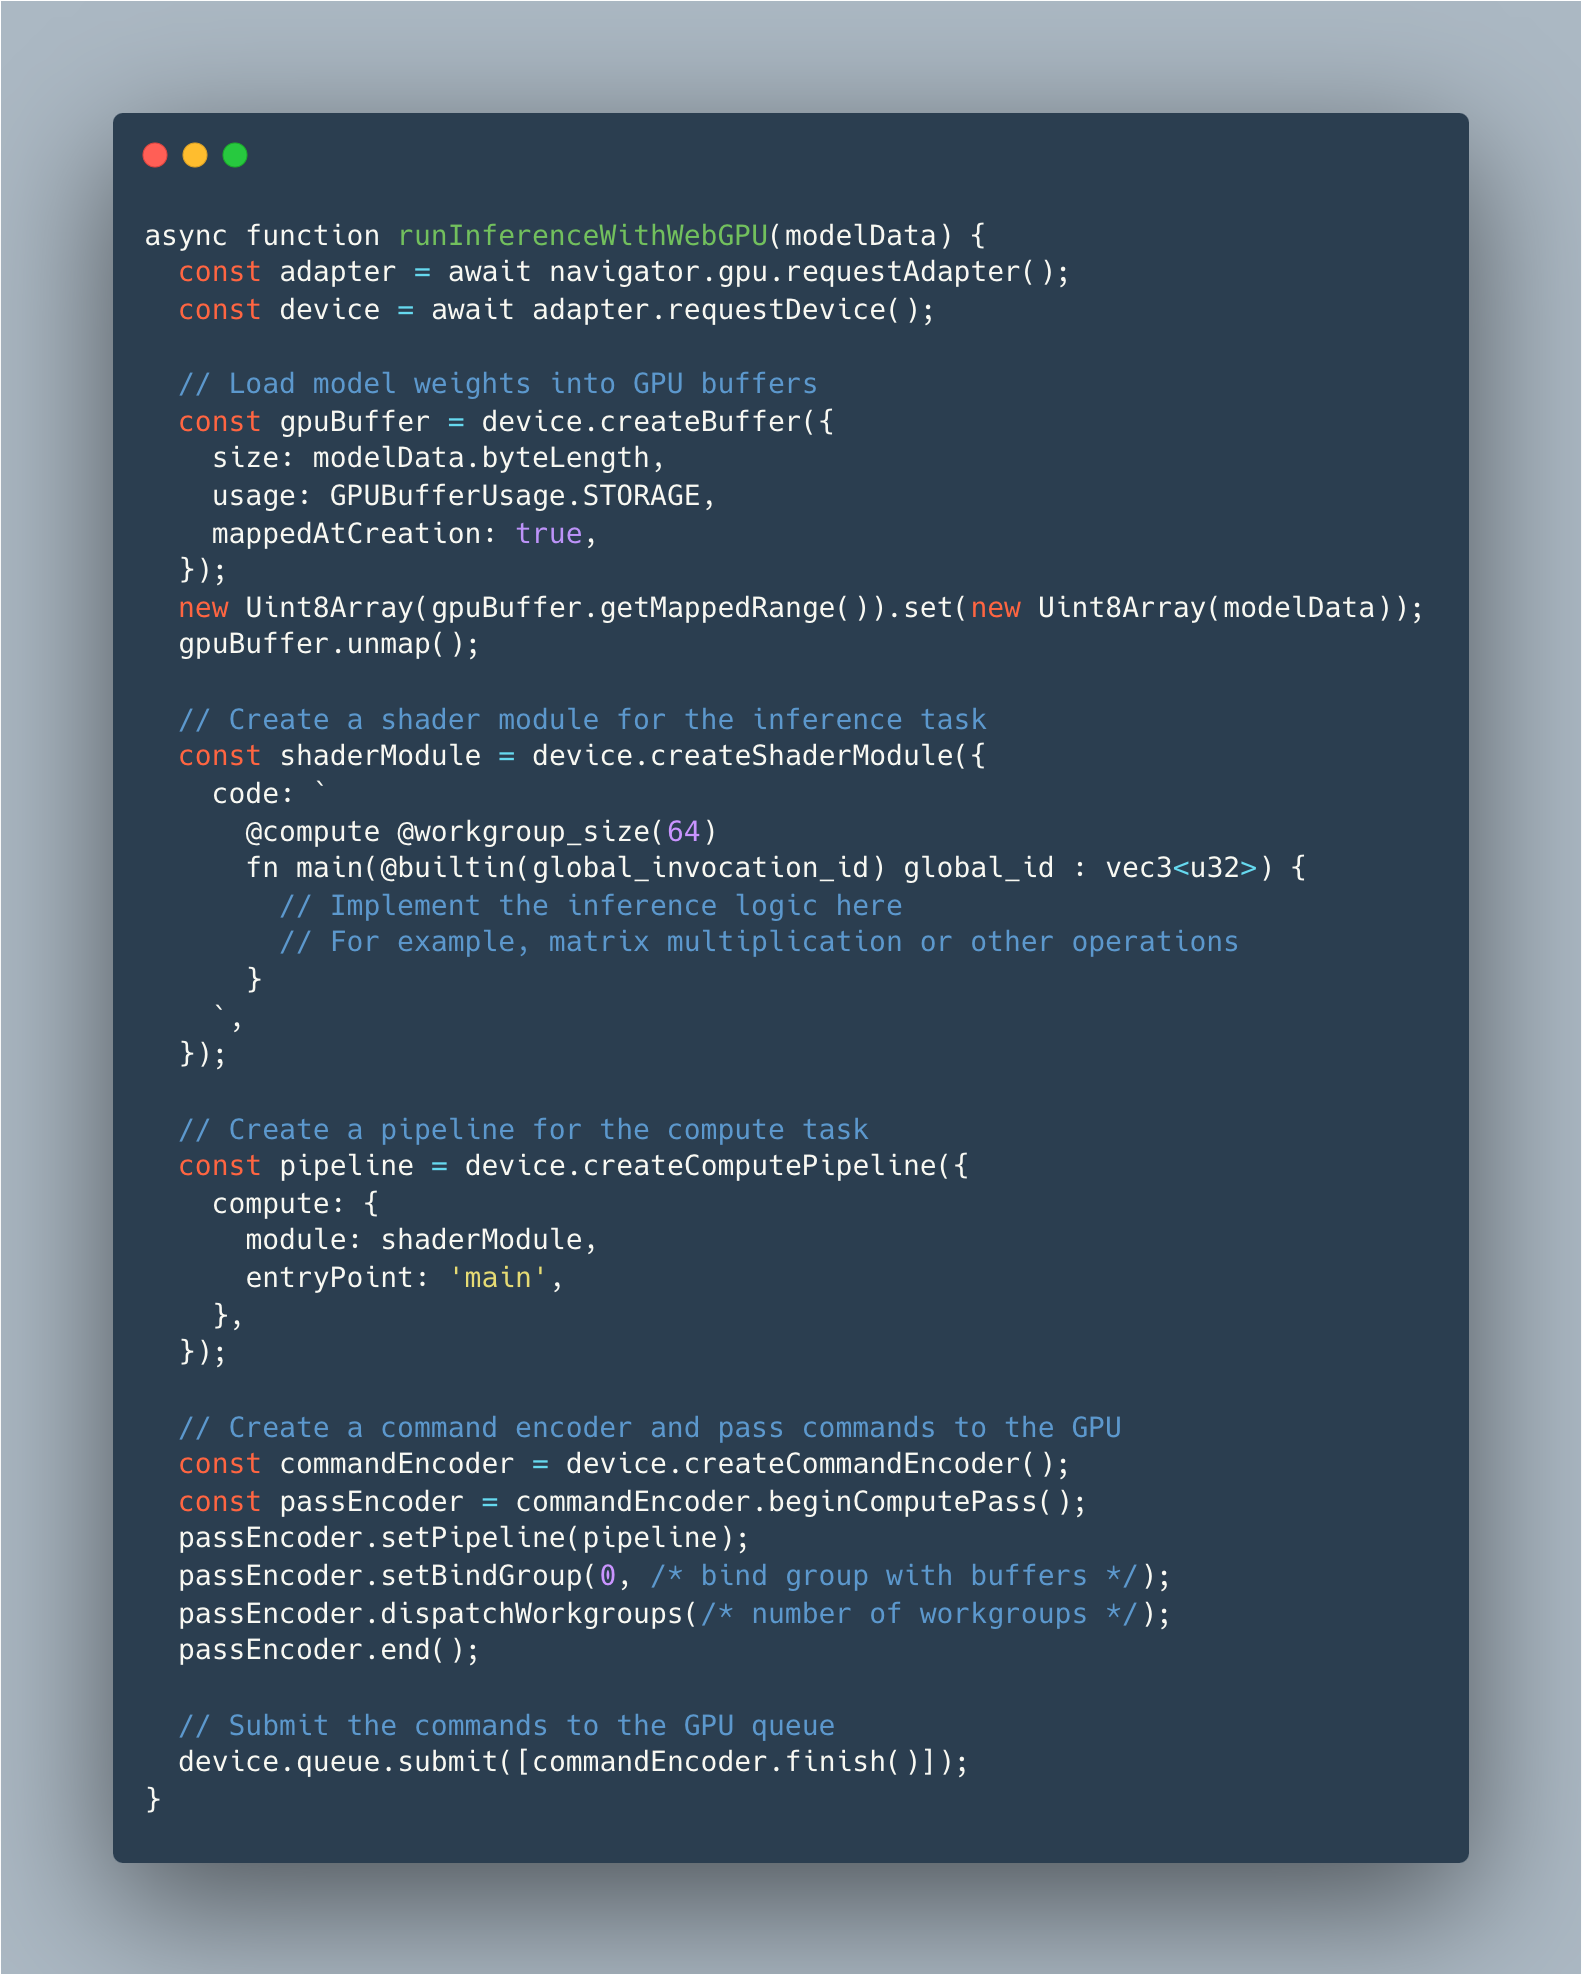 async function runInferenceWithWebGPU(modelData) {
  const adapter = await navigator.gpu.requestAdapter();
  const device = await adapter.requestDevice();

  // Load model weights into GPU buffers
  const gpuBuffer = device.createBuffer({
    size: modelData.byteLength,
    usage: GPUBufferUsage.STORAGE,
    mappedAtCreation: true,
  });
  new Uint8Array(gpuBuffer.getMappedRange()).set(new Uint8Array(modelData));
  gpuBuffer.unmap();

  // Create a shader module for the inference task
  const shaderModule = device.createShaderModule({
    code: `
      @compute @workgroup_size(64)
      fn main(@builtin(global_invocation_id) global_id : vec3<u32>) {
        // Implement the inference logic here
        // For example, matrix multiplication or other operations
      }
    `,
  });

  // Create a pipeline for the compute task
  const pipeline = device.createComputePipeline({
    compute: {
      module: shaderModule,
      entryPoint: 'main',
    },
  });

  // Create a command encoder and pass commands to the GPU
  const commandEncoder = device.createCommandEncoder();
  const passEncoder = commandEncoder.beginComputePass();
  passEncoder.setPipeline(pipeline);
  passEncoder.setBindGroup(0, /* bind group with buffers */);
  passEncoder.dispatchWorkgroups(/* number of workgroups */);
  passEncoder.end();

  // Submit the commands to the GPU queue
  device.queue.submit([commandEncoder.finish()]);
}